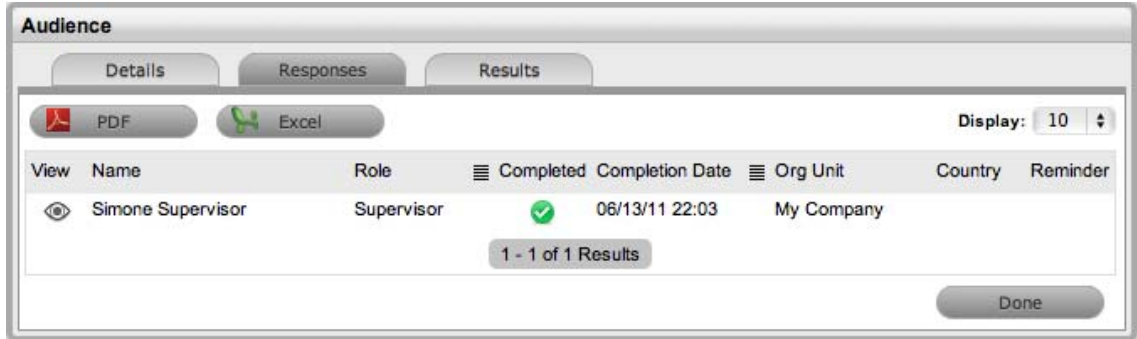 Audience
Details Responses Results
PDF Excel Display: 10
View Name Role Completed Completion Date Org Unit Country Reminder
Simone Supervisor Supervisor 06/13/11 22:03 My Company
1 - 1 of 1 Results
Done